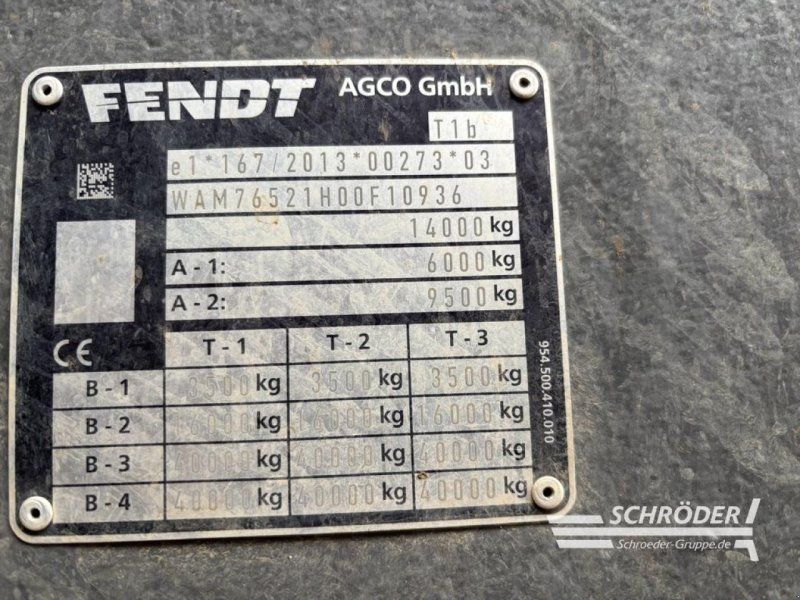 FENDT AGCO GmbH
T1b
e1*167/2013*00273*03
WAM76521H00F10936
14000 kg
A - 1: 6000 kg
A - 2: 9500 kg
CE T - 1 T - 2 T - 3
B - 1 3500 kg 3500 kg 3500 kg
B - 2 16000 kg 16000 kg 16000 kg
B - 3 40000 kg 40000 kg 40000 kg
B - 4 40000 kg 40000 kg 40000 kg
954.500.410.010
SCHRÖDER
Schroeder-Gruppe.de